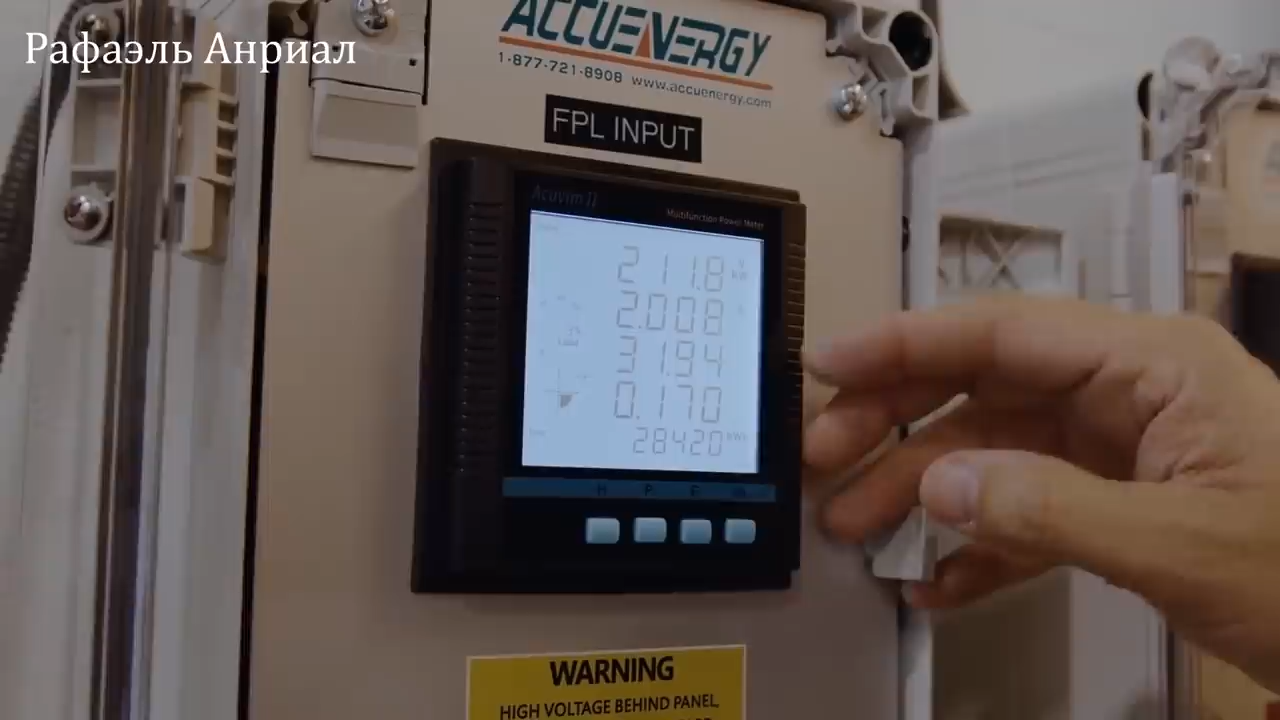 Рафаэль Анриал
ACCUENERGY
1-877-721-8908 www.accuenergy.com
FPL INPUT
Acuvim II
Multifunction Power Meter
211.8
2.008
31.94
0.170
28420
H P E
WARNING
HIGH VOLTAGE BEHIND PANEL,